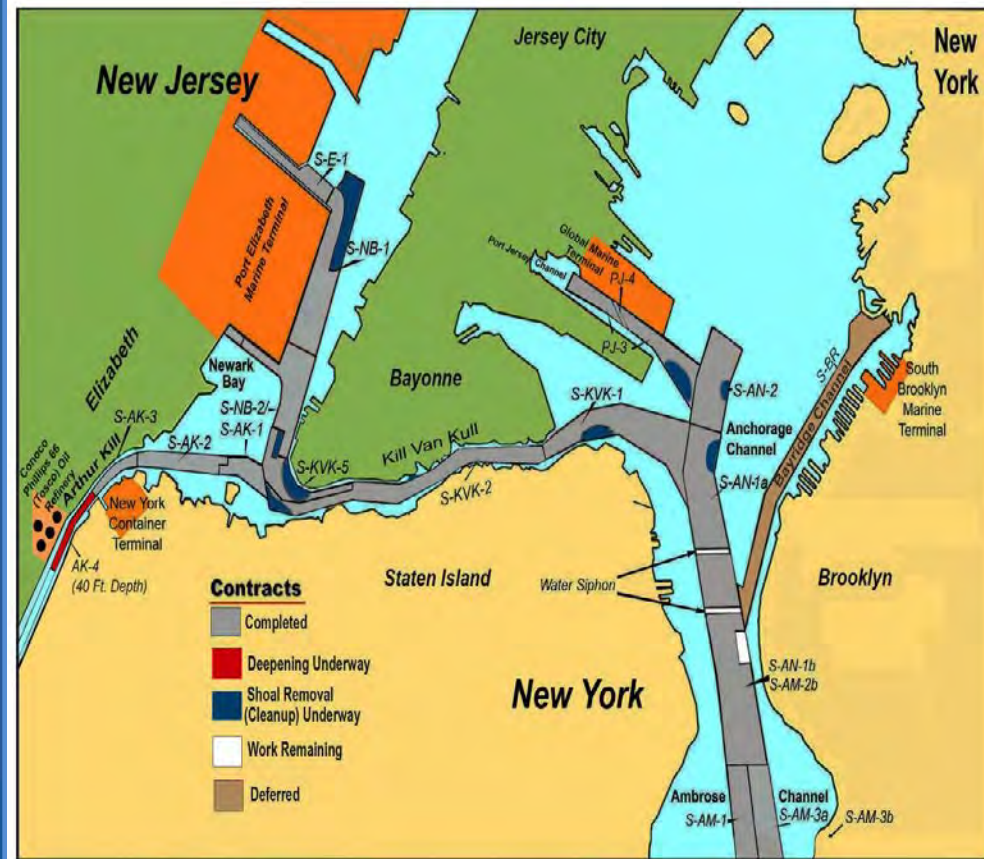 New Jersey
Jersey City
New
York
S-E-1
Port Elizabeth
Marine Terminal
S-NB-1
Global Marine
Terminal
Port Jersey Channel
PJ-4
PJ-3
Elizabeth
Newark
Bay
Bayonne
S-NB-2/
S-AK-1
S-AK-3
S-AK-2
Arthur Kill
Conoco
Philips 66
(Tosco) Oil
Refinery
New York
Container
Terminal
AK-4
(40 Ft. Depth)
S-KVK-5
Kill Van Kull
S-KVK-2
S-KVK-1
S-AN-2
Anchorage
Channel
S-AN-1a
S-BR
Bayridge Channel
South
Brooklyn
Marine
Terminal
Staten Island
Water Siphon
Brooklyn
Contracts
Completed
Deepening Underway
Shoal Removal
(Cleanup) Underway
Work Remaining
Deferred
New York
S-AN-1b
S-AM-2b
Ambrose Channel
S-AM-1
S-AM-3a
S-AM-3b